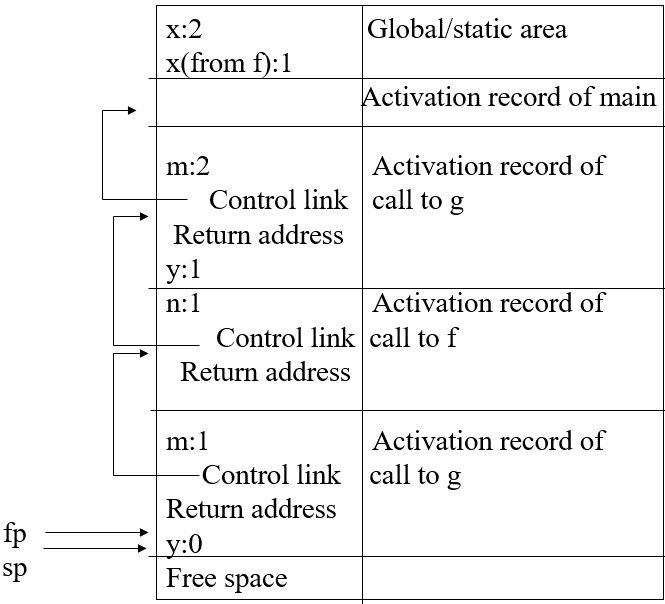 x:2 Global/static area
x(from f):1
Activation record of main
m:2 Activation record of
Control link call to g
Return address
y:1
n:1 Activation record of
Control link call to f
Return address
m:1 Activation record of
Control link call to g
Return address
fp
y:0
sp
Free space